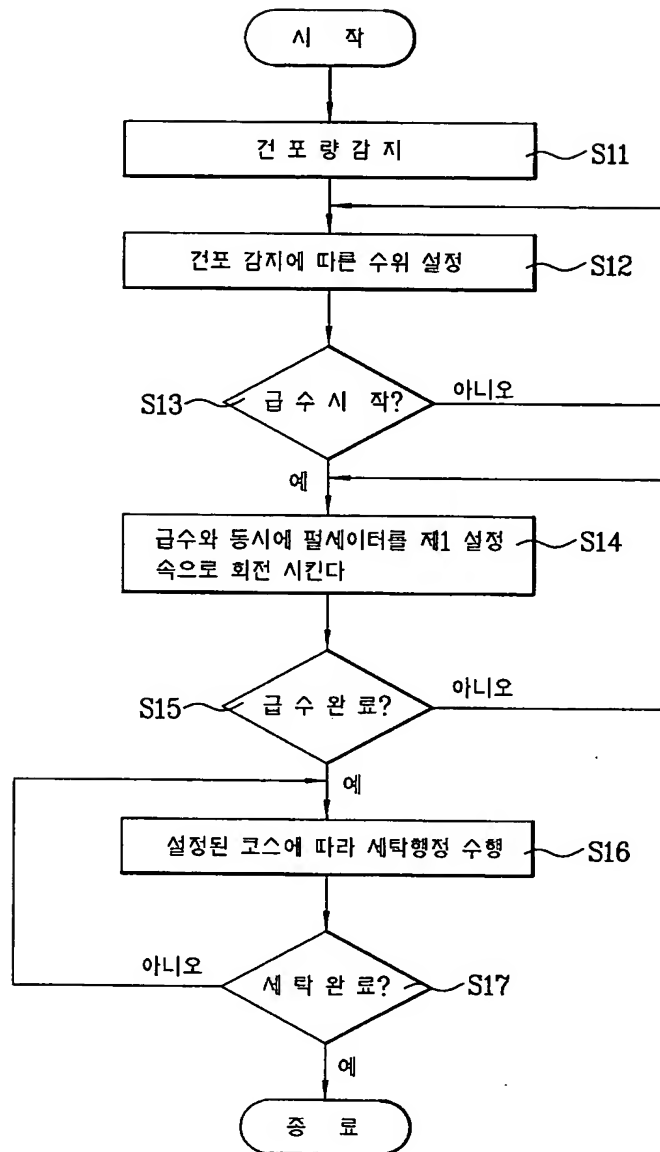 시 작
건 포 량 감 지
S11
건포 감지에 따른 수위 설정
S12
급 수 시 작?
S13
아니오
예
급수와 동시에 펄세이터를 제1 설정
속으로 회전 시킨다
S14
급 수 완 료?
S15
아니오
예
설정된 코스에 따라 세탁행정 수행
S16
세 탁 완 료?
S17
아니오
예
종 료